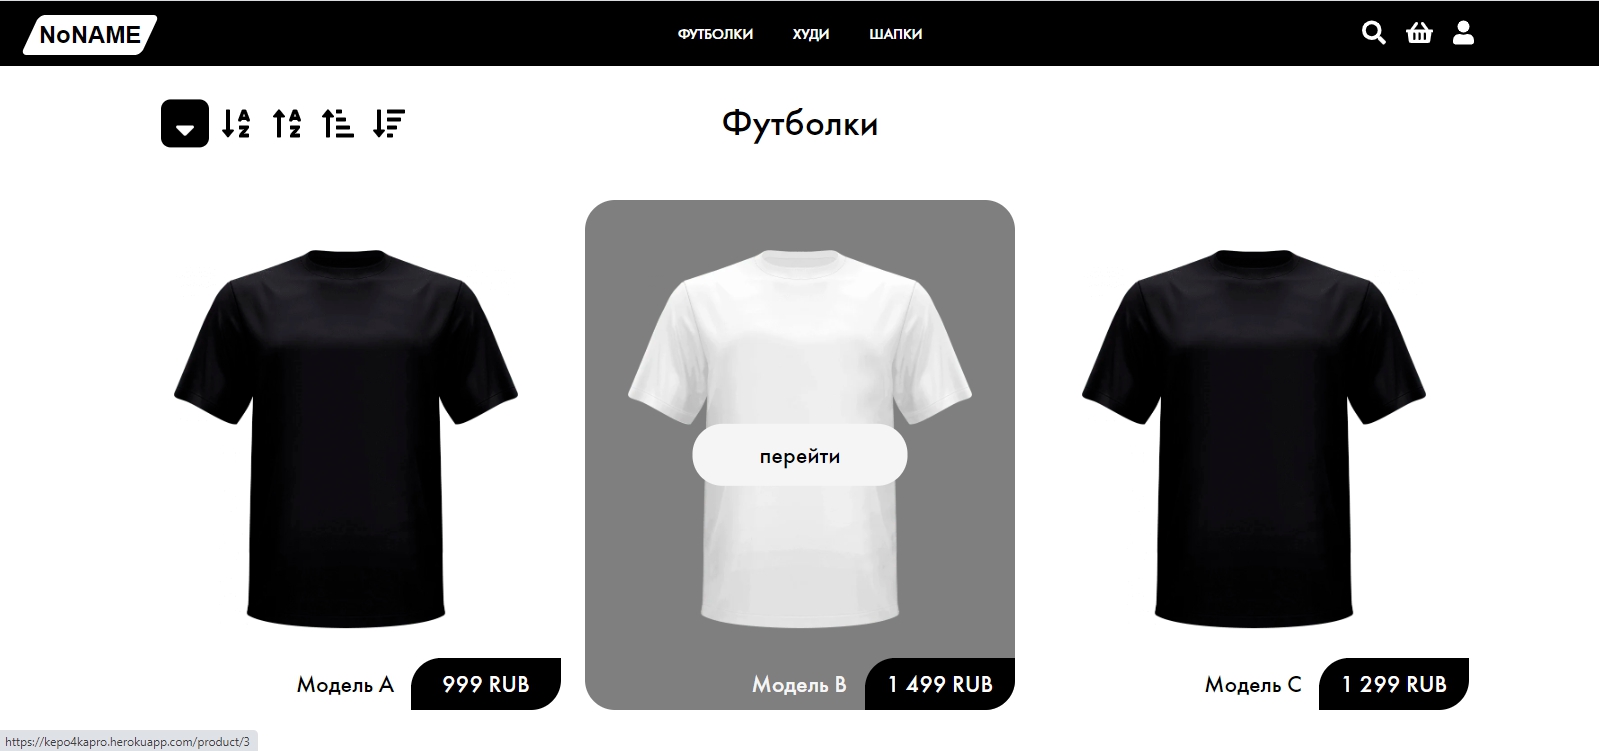 NoNAME
ФУТБОЛКИ ХУДИ ШАПКИ
A
Z
A
Z
Футболки
перейти
Модель A 999 RUB
Модель B 1 499 RUB
Модель C 1 299 RUB
https://kepo4kapro.herokuapp.com/product/3